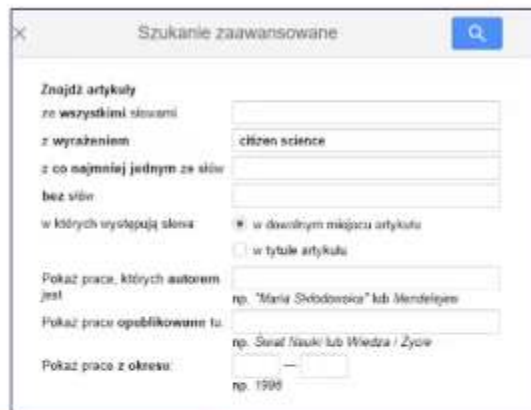 Szukanie zaawansowane
Znajdź artykuły
ze wszystkimi słowami
z wyrażeniem citizen science
z co najmniej jednym ze słów
bez słów
w których występują słowa w dowolnym miejscu artykułu
w tytule artykułu
Pokaż prace, których autorem
jest
np. "Maria Skłodowska" lub Mendelejew
Pokaż prace opublikowane tu:
np. Świat Nauki lub Wiedza i Życie
Pokaż prace z okresu: —
np. 1996